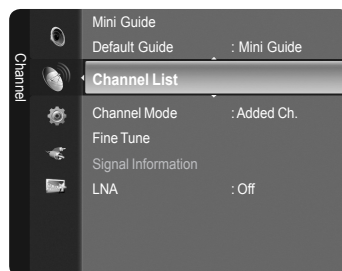 Channel
Mini Guide
Default Guide : Mini Guide
Channel List
Channel Mode : Added Ch.
Fine Tune
Signal Information
LNA : Off